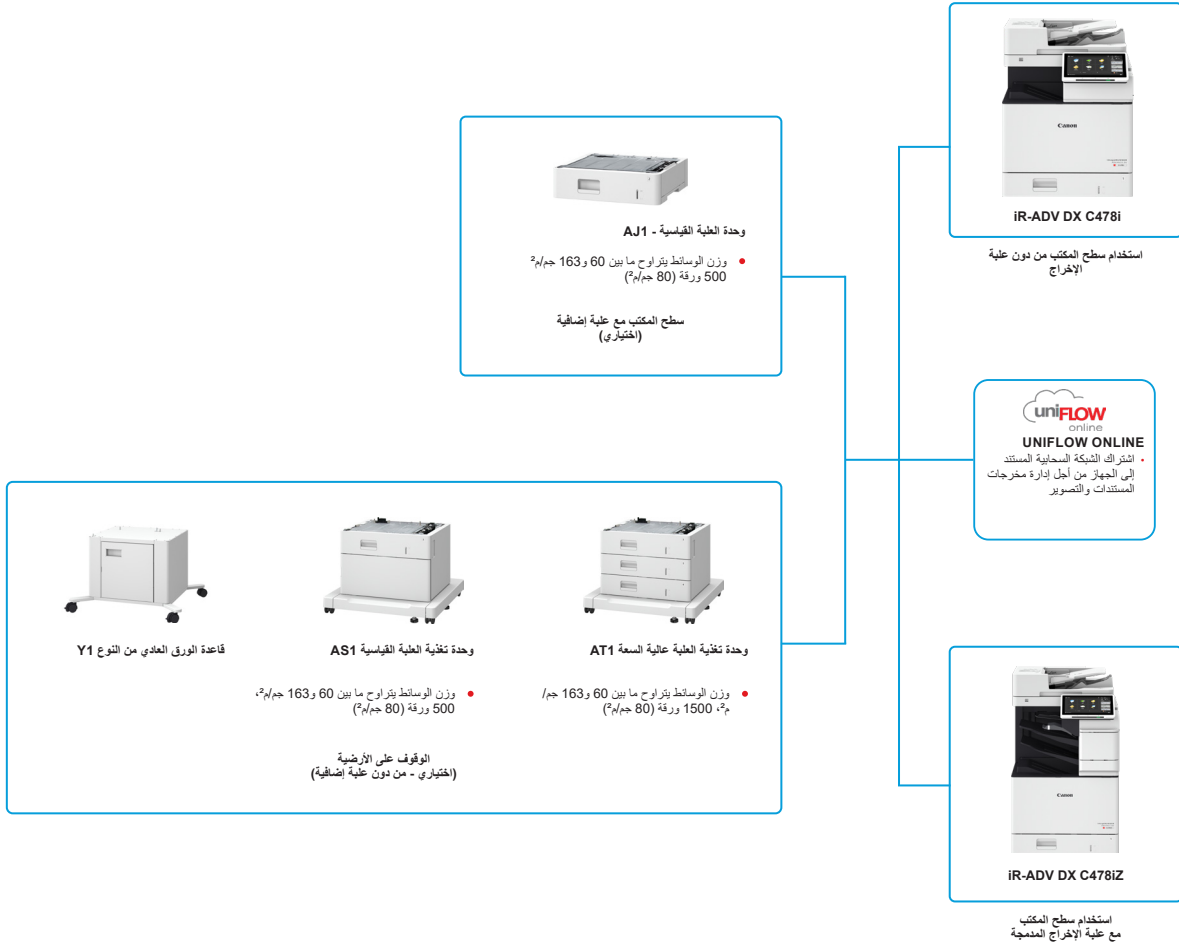 iR-ADV DX C478i
استخدام سطح المكتب من دون علبة
الإخراج
وحدة العلبة القياسية - AJ1
• وزن الوسائط يتراوح ما بين 60 و163 جم/م²
500 ورقة (80 جم/م²)
سطح المكتب مع علبة إضافية
(اختياري)
uniFLOW
online
UNIFLOW ONLINE
• اشتراك الشبكة السحابية المستند
إلى الجهاز من أجل إدارة مخرجات
المستندات والتصوير
وحدة تغذية العلبة عالية السعة AT1
• وزن الوسائط يتراوح ما بين 60 و163 جم/
م²، 1500 ورقة (80 جم/م²)
وحدة تغذية العلبة القياسية AS1
• وزن الوسائط يتراوح ما بين 60 و163 جم/م²،
500 ورقة (80 جم/م²)
قاعدة الورق العادي من النوع Y1
الوقوف على الأرضية
(اختياري - من دون علبة إضافية)
Canon
Canon
iR-ADV DX C478iZ
استخدام سطح المكتب
مع علبة الإخراج المدمجة